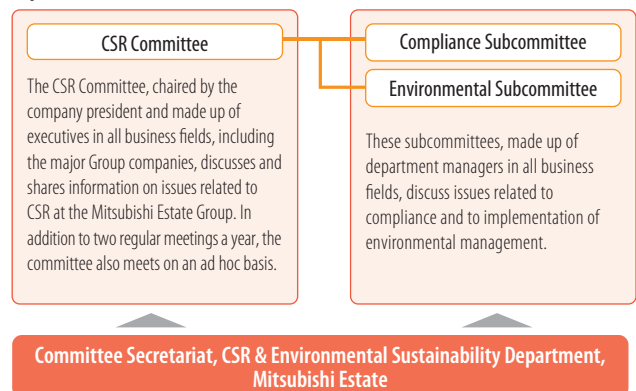 CSR Committee
The CSR Committee, chaired by the
company president and made up of
executives in all business fields, including
the major Group companies, discusses and
shares information on issues related to
CSR at the Mitsubishi Estate Group. In
addition to two regular meetings a year, the
committee also meets on an ad hoc basis.
Compliance Subcommittee
Environmental Subcommittee
These subcommittees, made up of
department managers in all business
fields, discuss issues related to
compliance and to implementation of
environmental management.
Committee Secretariat, CSR & Environmental Sustainability Department,
Mitsubishi Estate